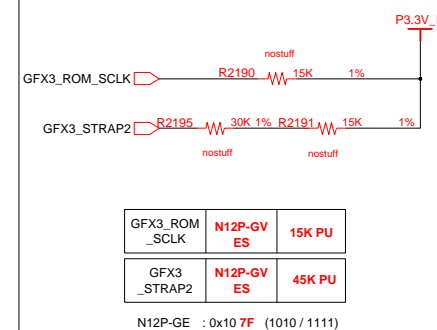 P3.3V_
nostuff
GFX3_ROM_SCLK R2190 15K 1%
GFX3_STRAP2 R2195 30K 1% R2191 15K 1%
nostuff nostuff
GFX3_ROM N12P-GV 15K PU
_SCLK ES
GFX3 N12P-GV 45K PU
_STRAP2 ES
N12P-GE : 0x10 7F (1010 / 1111)